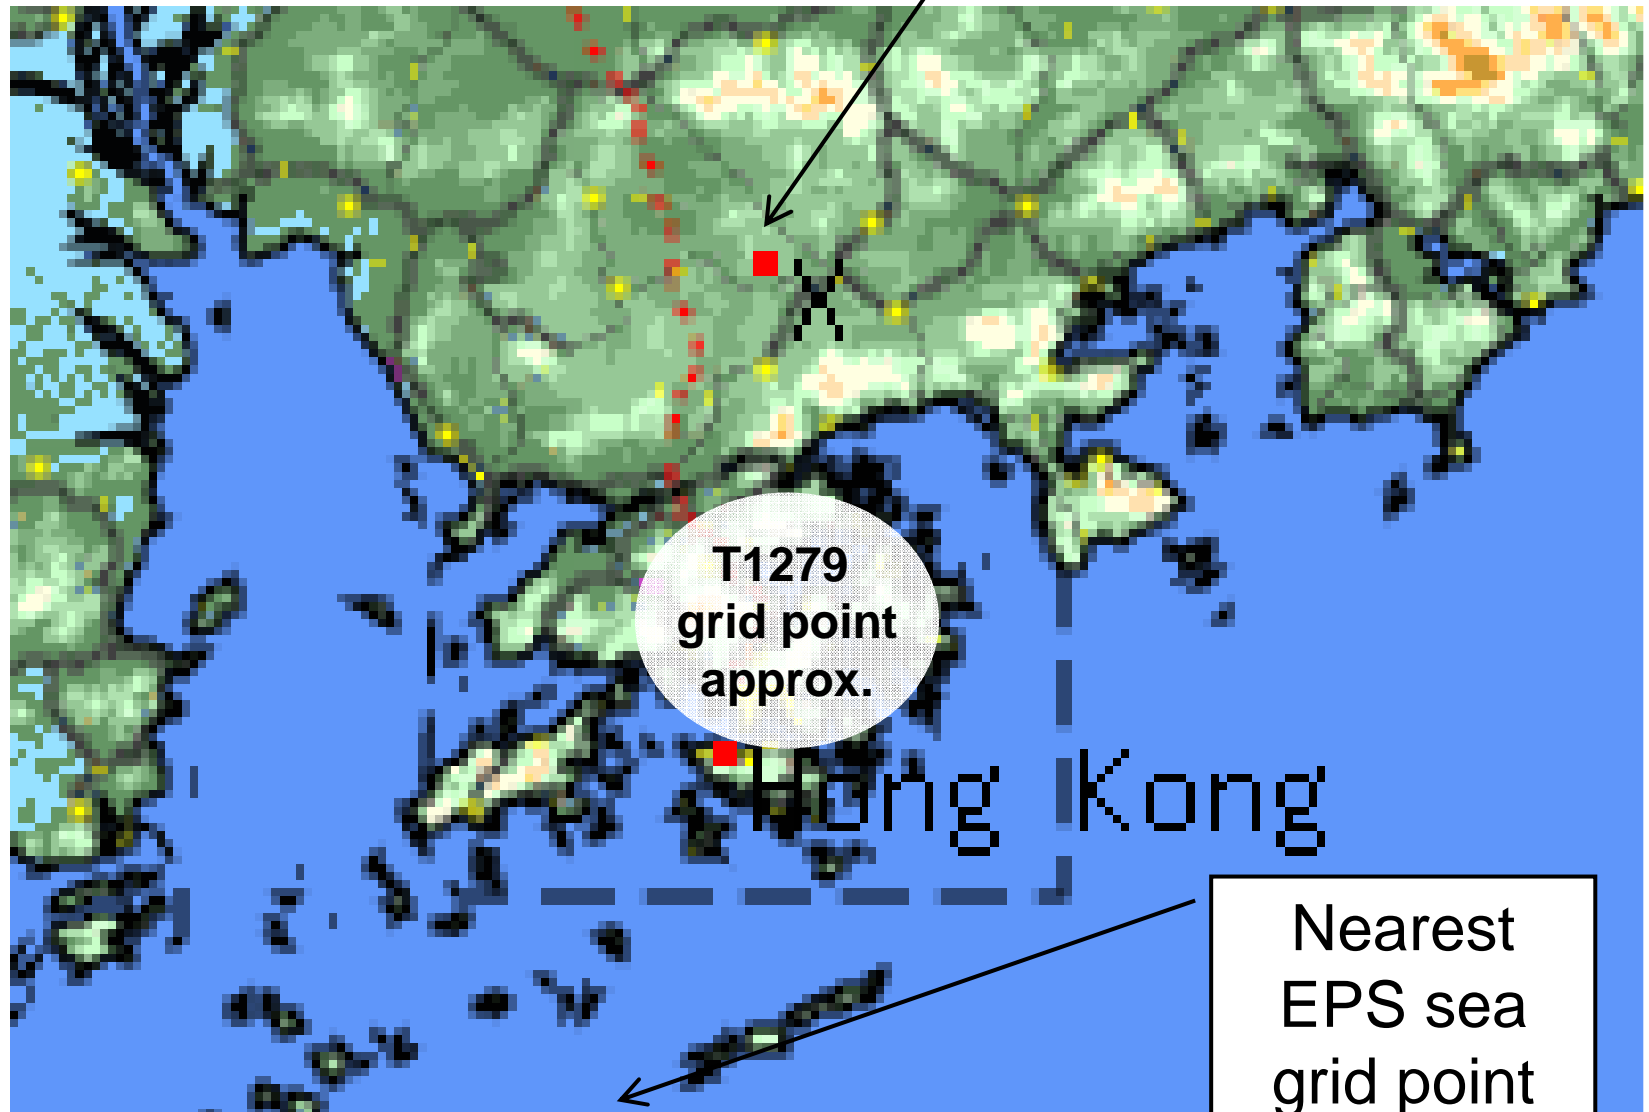 X
T1279
grid point
approx.
Hong Kong
Nearest
EPS sea
grid point